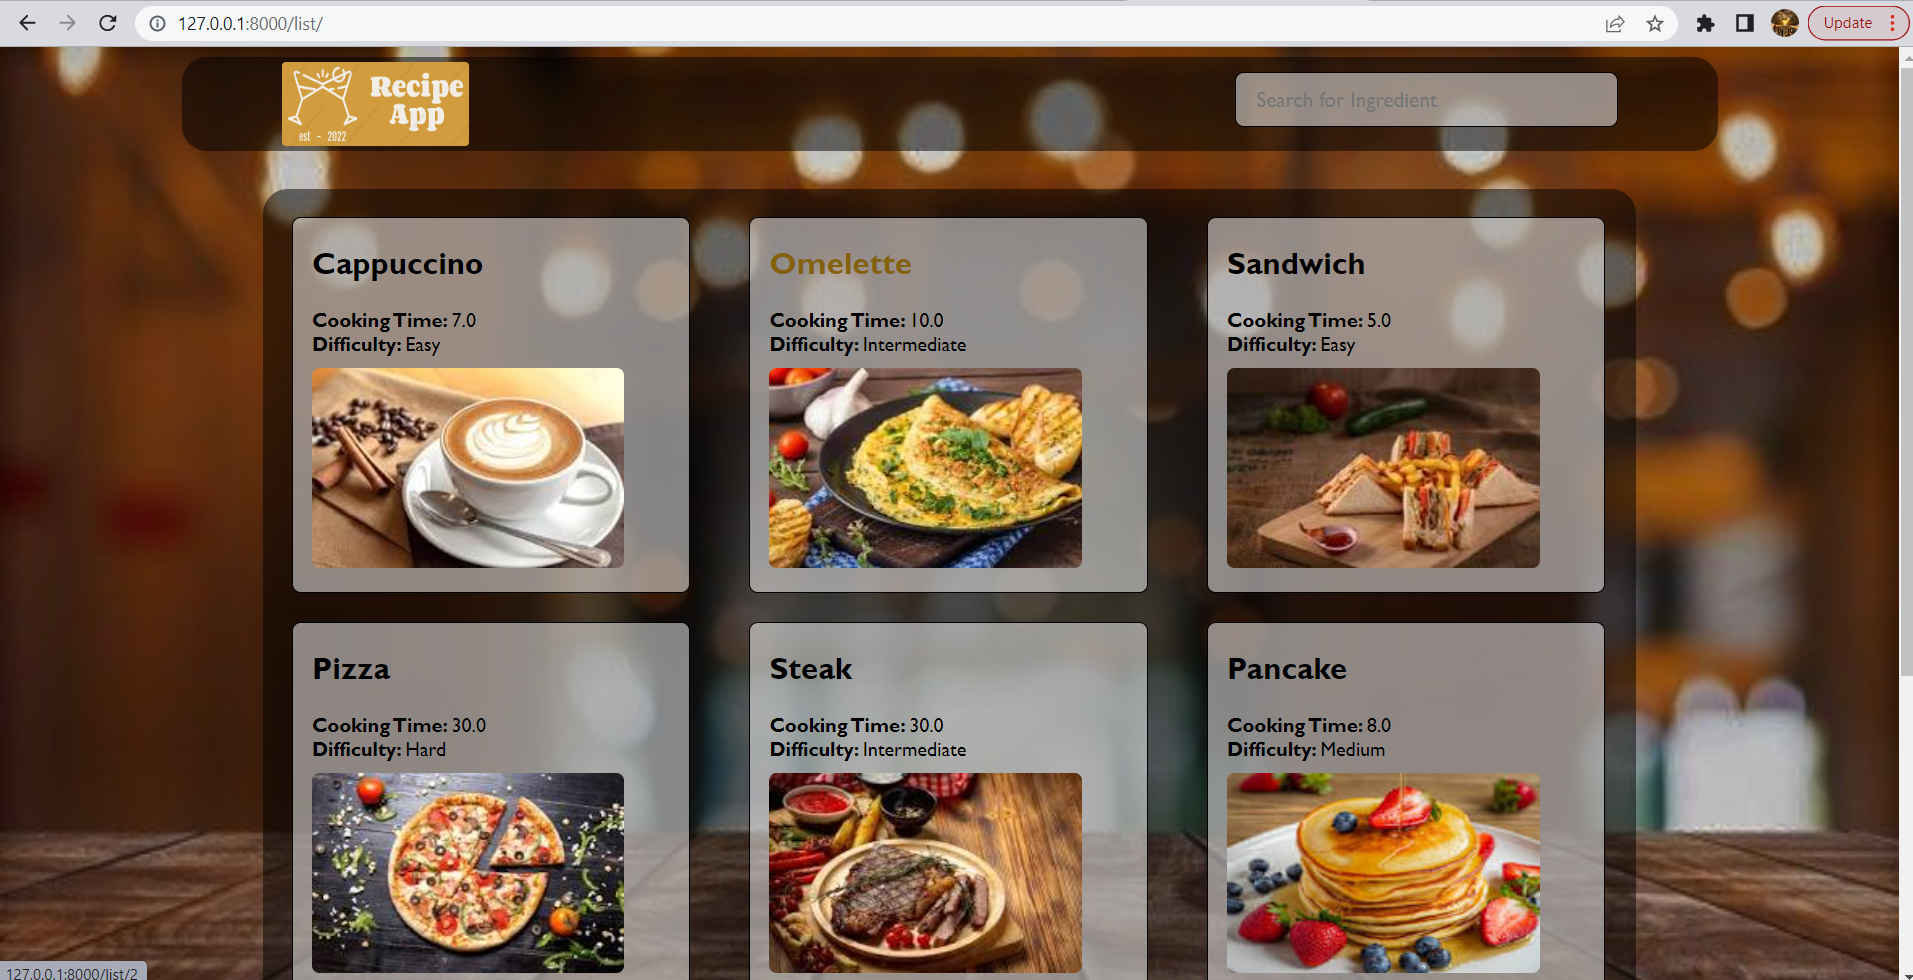 127.0.0.1:8000/list/
Update
Recipe
App
est - 2022
Search for Ingredient
Cappuccino
Cooking Time: 7.0
Difficulty: Easy
Omelette
Cooking Time: 10.0
Difficulty: Intermediate
Sandwich
Cooking Time: 5.0
Difficulty: Easy
Pizza
Cooking Time: 30.0
Difficulty: Hard
Steak
Cooking Time: 30.0
Difficulty: Intermediate
Pancake
Cooking Time: 8.0
Difficulty: Medium
127.0.0.1:8000/list/2